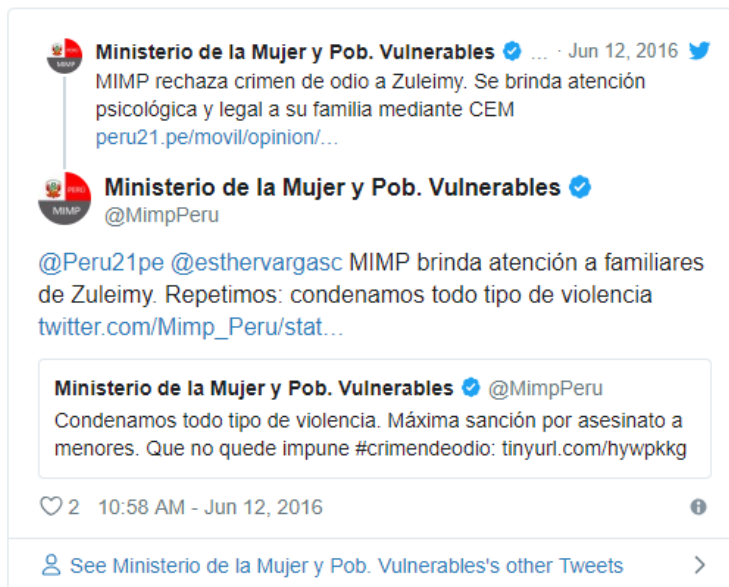 Ministerio de la Mujer y Pob. Vulnerables ... · Jun 12, 2016
MIMP rechaza crimen de odio a Zuleimy. Se brinda atención
psicológica y legal a su familia mediante CEM
peru21.pe/movil/opinion/...
PERÚ
MIMP
Ministerio de la Mujer y Pob. Vulnerables
@MimpPeru
@Peru21pe @esthervargasc MIMP brinda atención a familiares
de Zuleimy. Repetimos: condenamos todo tipo de violencia
twitter.com/Mimp_Peru/stat...
Ministerio de la Mujer y Pob. Vulnerables @MimpPeru
Condenamos todo tipo de violencia. Máxima sanción por asesinato a
menores. Que no quede impune #crimendeodio: tinyurl.com/hywpkkg
2 10:58 AM - Jun 12, 2016
See Ministerio de la Mujer y Pob. Vulnerables's other Tweets